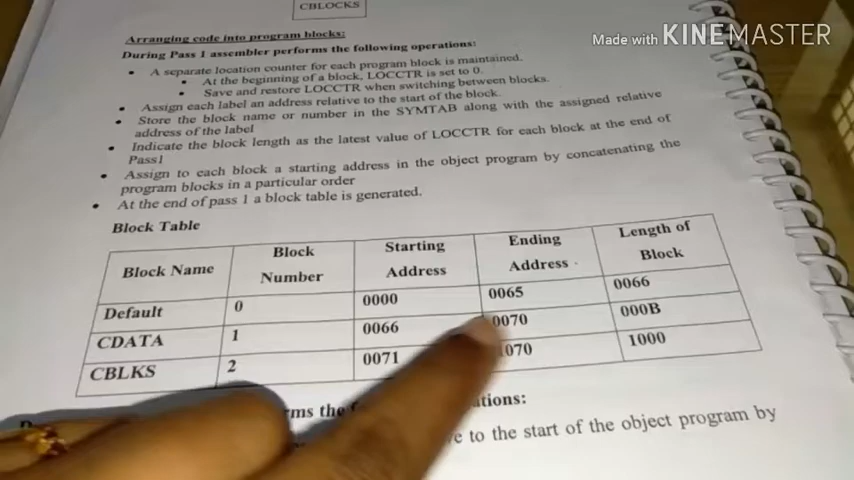 CBLOCKS
Made with KINEMASTER
Arranging code into program blocks:
During Pass 1 assembler performs the following operations:
• A separate location counter for each program block is maintained.
• At the beginning of a block, LOCCTR is set to 0.
• Save and restore LOCCTR when switching between blocks.
• Assign each label an address relative to the start of the block.
• Store the block name or number in the SYMTAB along with the assigned relative
address of the label
• Indicate the block length as the latest value of LOCCTR for each block at the end of
Pass1
• Assign to each block a starting address in the object program by concatenating the
program blocks in a particular order
• At the end of pass 1 a block table is generated.
Block Table
Block Name Block Number Starting Address Ending Address Length of Block
Default 0 0000 0065 0066
CDATA 1 0066 0070 000B
CBLKS 2 0071 1070 1000
the
to the start of the object program by